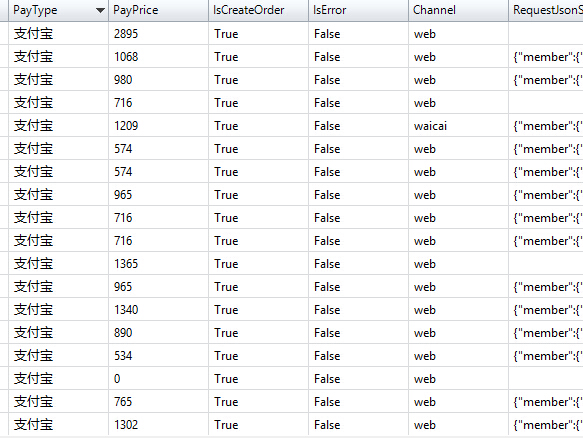 PayType PayPrice IsCreateOrder IsError Channel RequestJsonS
支付宝 2895 True False web
支付宝 1068 True False web {"member":{"
支付宝 980 True False web {"member":{"
支付宝 716 True False web
支付宝 1209 True False waicai {"member":{"
支付宝 574 True False web {"member":{"
支付宝 574 True False web {"member":{"
支付宝 965 True False web {"member":{"
支付宝 716 True False web {"member":{"
支付宝 716 True False web {"member":{"
支付宝 1365 True False web
支付宝 965 True False web {"member":{"
支付宝 1340 True False web {"member":{"
支付宝 890 True False web {"member":{"
支付宝 534 True False web {"member":{"
支付宝 0 True False web
支付宝 765 True False web {"member":{"
支付宝 1302 True False web {"member":{"